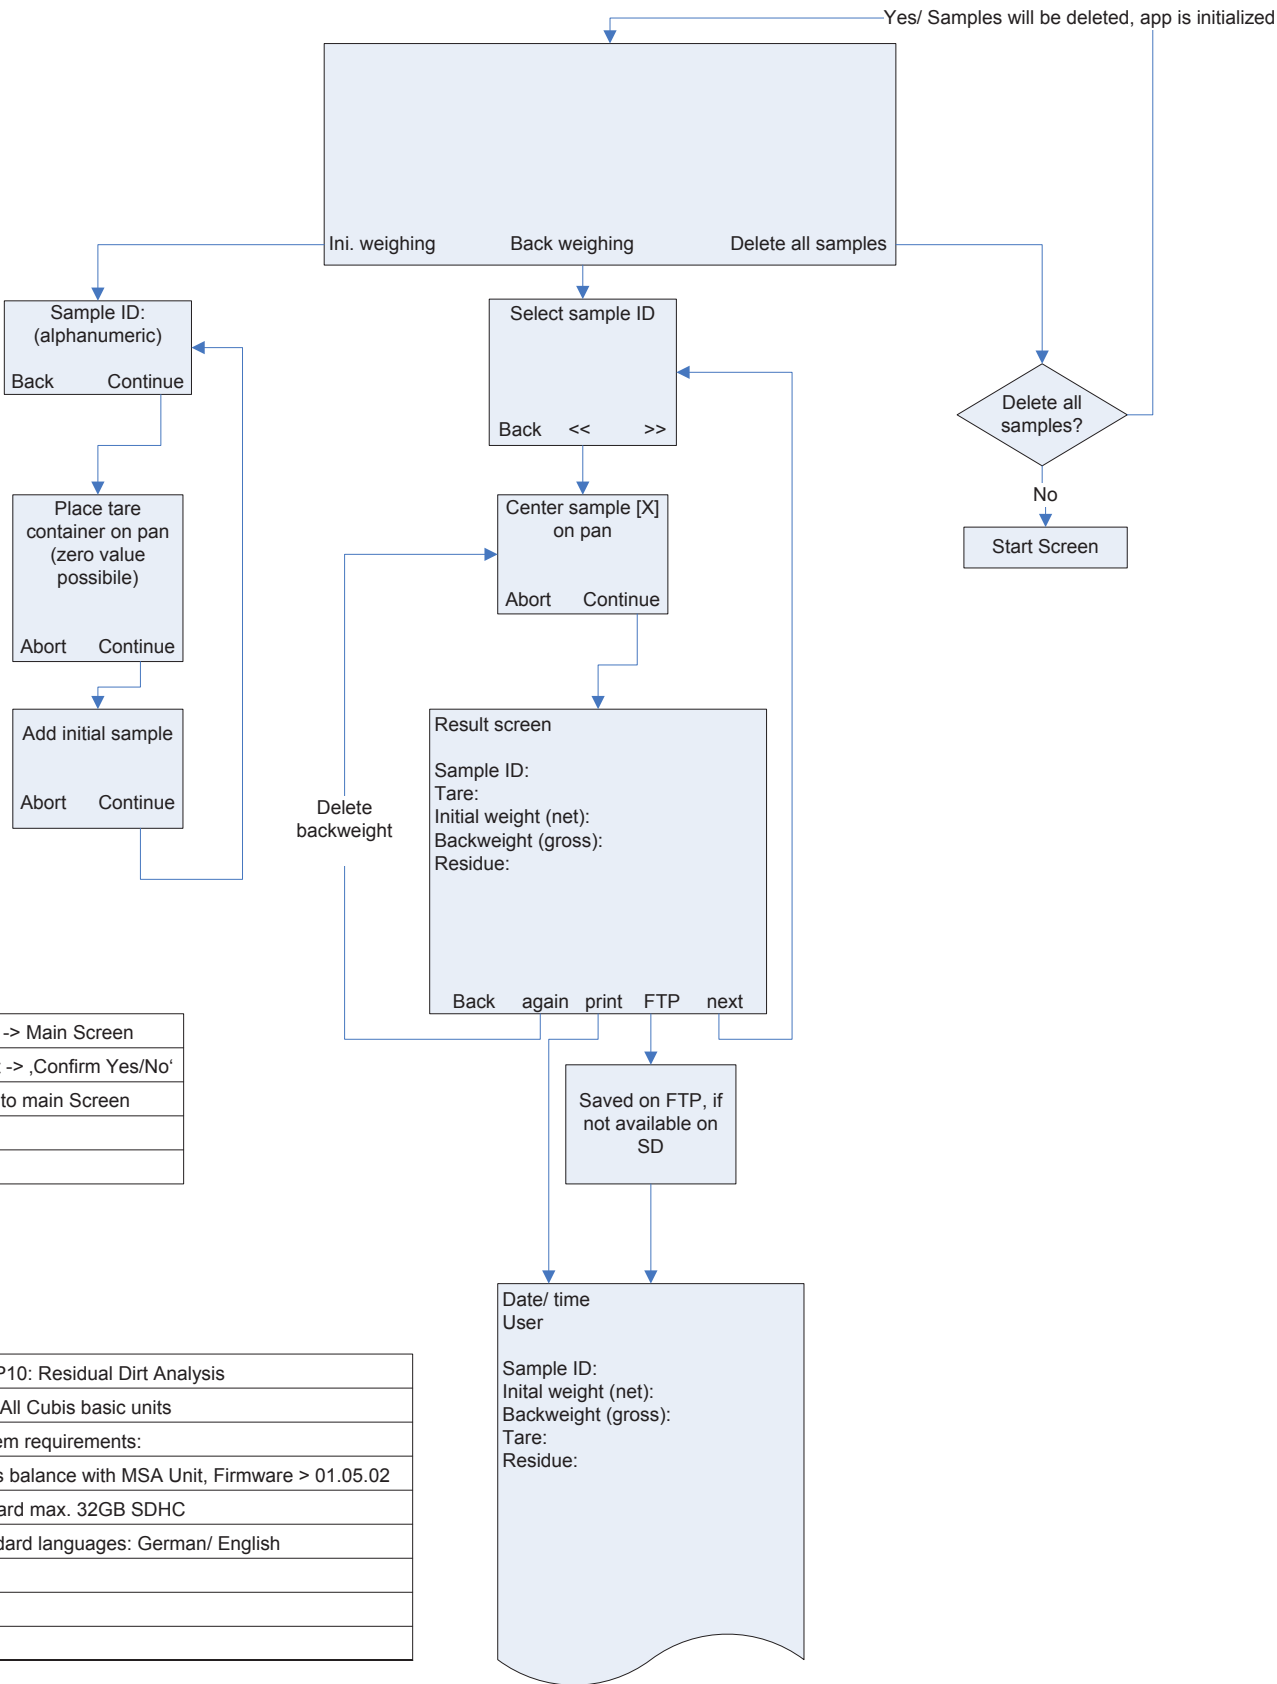 Yes/ Samples will be deleted, app is initialized
Ini. weighing
Back weighing
Delete all samples
Sample ID:
(alphanumeric)
Back
Continue
Select sample ID
Back
<<
>>
Delete all
samples?
No
Start Screen
Place tare
container on pan
(zero value
possibile)
Abort
Continue
Center sample [X]
on pan
Abort
Continue
Add initial sample
Abort
Continue
Delete
backweight
Result screen
Sample ID:
Tare:
Initial weight (net):
Backweight (gross):
Residue:
Back
again
print
FTP
next
-> Main Screen
-> ‚Confirm Yes/No‘
to main Screen
Saved on FTP, if
not available on
SD
Date/ time
User
Sample ID:
Inital weight (net):
Backweight (gross):
Tare:
Residue:
P10: Residual Dirt Analysis
All Cubis basic units
em requirements:
s balance with MSA Unit, Firmware > 01.05.02
ard max. 32GB SDHC
dard languages: German/ English